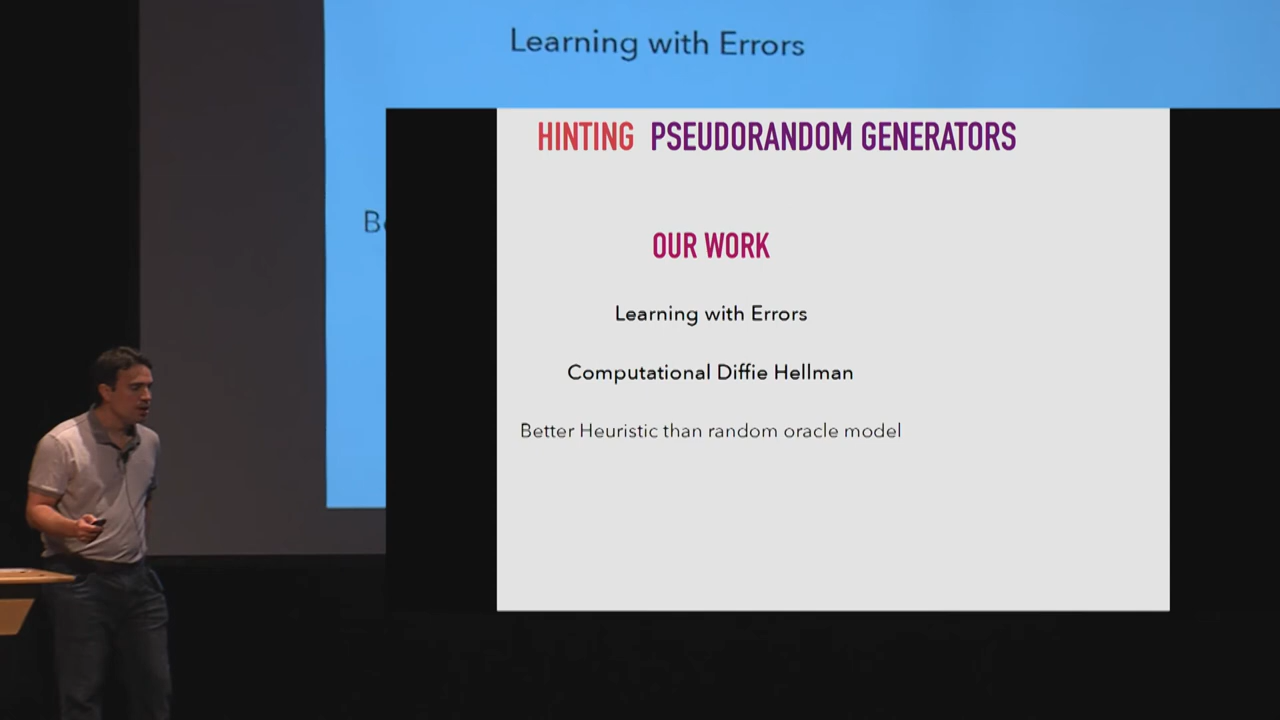 Learning with Errors
HINTING PSEUDORANDOM GENERATORS
OUR WORK
Learning with Errors
Computational Diffie Hellman
Better Heuristic than random oracle model